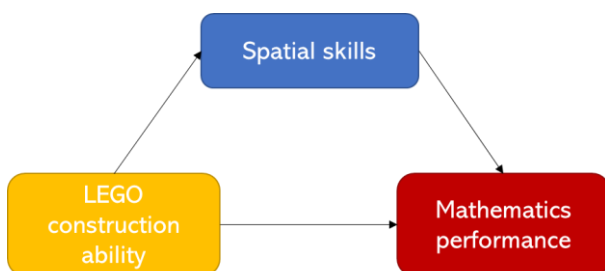 Spatial skills
LEGO
construction
ability
Mathematics
performance